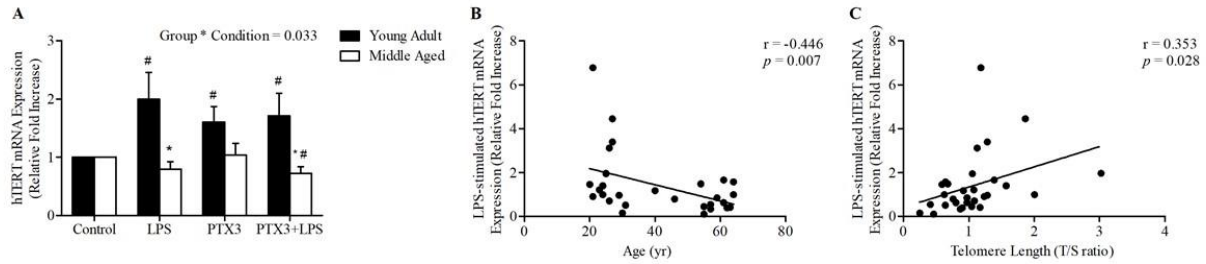 A
Group * Condition = 0.033
Young Adult
Middle Aged
hTERT mRNA Expression
(Relative Fold Increase)
3
2
1
0
#
*
#
#
* #
Control
LPS
PTX3
PTX3+LPS
B
r = -0.446
p = 0.007
LPS-stimulated hTERT mRNA
Expression (Relative Fold Increase)
8
6
4
2
0
0
20
40
60
80
Age (yr)
C
r = 0.353
p = 0.028
LPS-stimulated hTERT mRNA
Expression (Relative Fold Increase)
8
6
4
2
0
0
1
2
3
4
Telomere Length (T/S ratio)